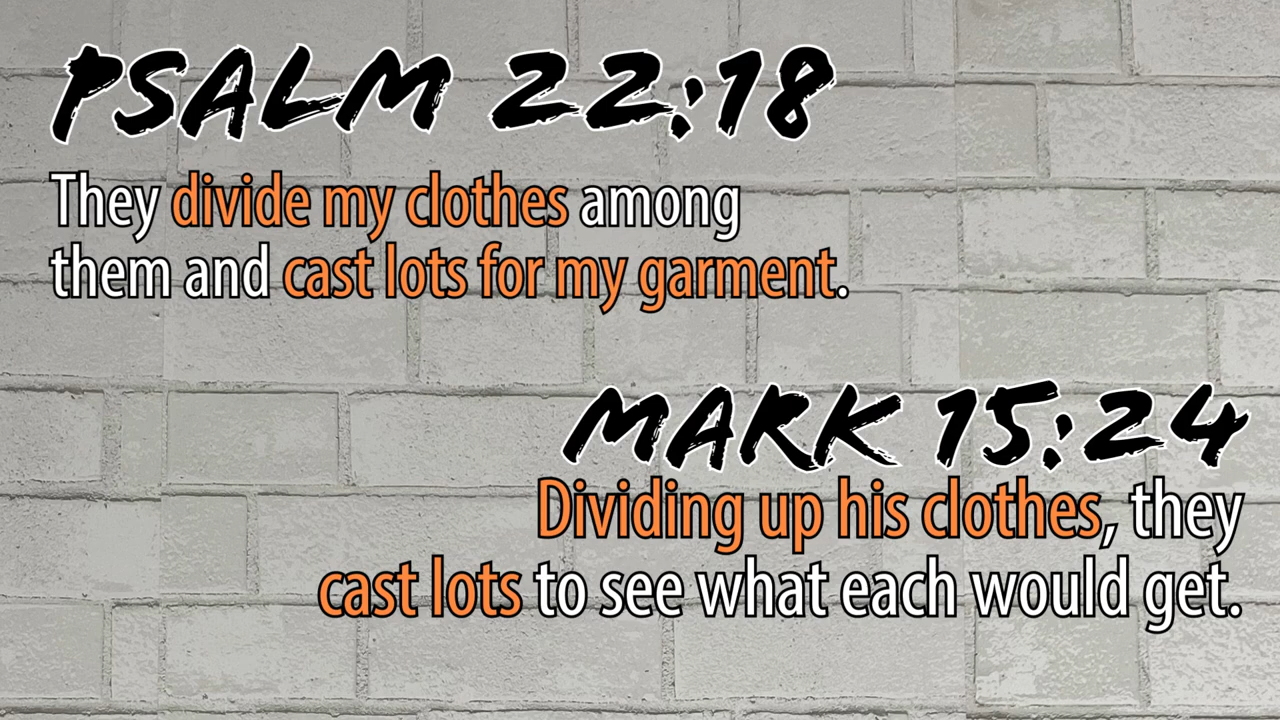 PSALM 22:18
They divide my clothes among
them and cast lots for my garment.
MARK 15:24
Dividing up his clothes, they
cast lots to see what each would get.